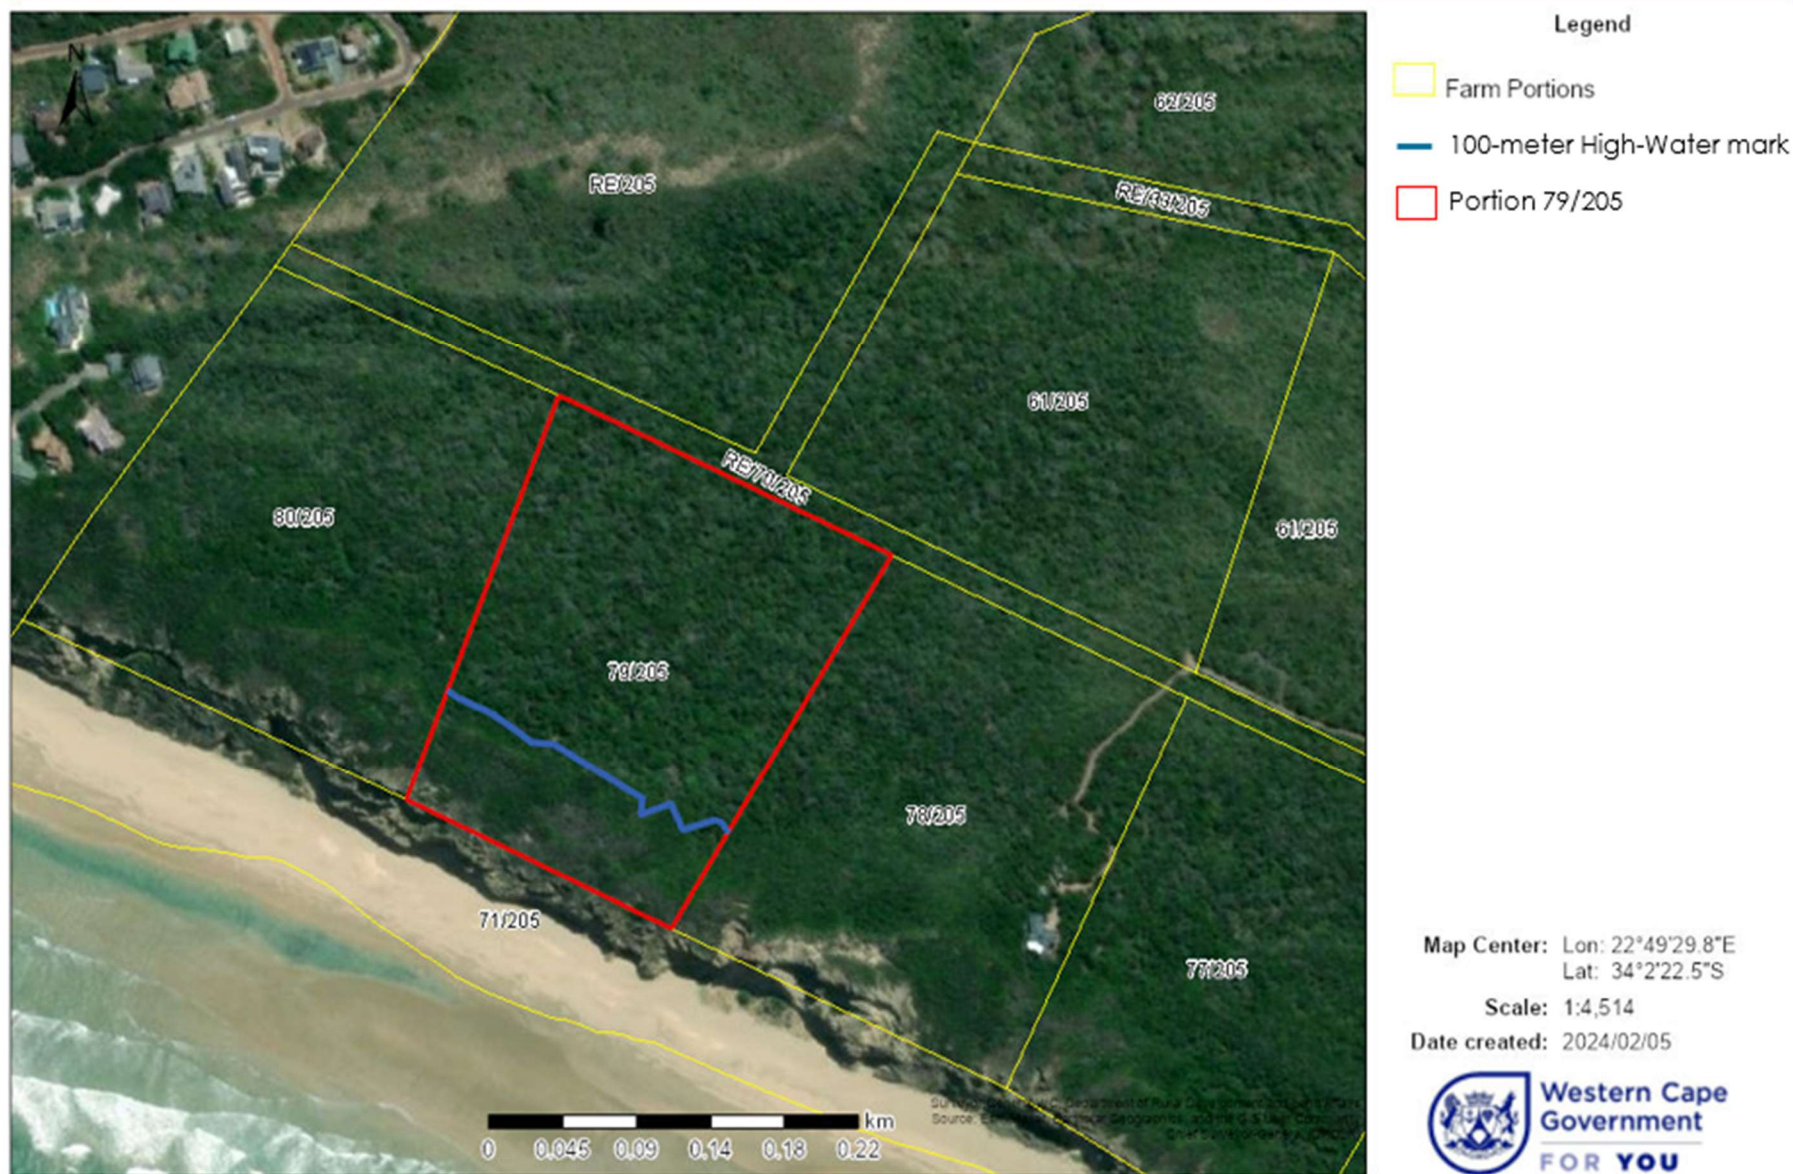 N
62/205
RE/205
RE/33/205
61/205
RE/70/205
80/205
61/205
79/205
78/205
71/205
77/205
km
0 0.045 0.09 0.14 0.18 0.22
Legend
Farm Portions
100-meter High-Water mark
Portion 79/205
Map Center: Lon: 22°49'29.8"E
Lat: 34°2'22.5"S
Scale: 1:4,514
Date created: 2024/02/05
Western Cape
Government
FOR YOU